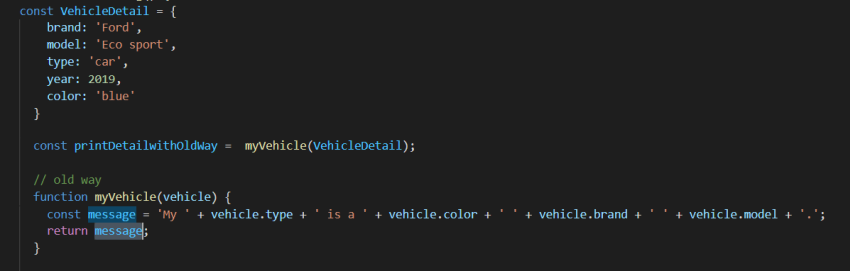 const VehicleDetail = {
brand: 'Ford',
model: 'Eco sport',
type: 'car',
year: 2019,
color: 'blue'
}
const printDetailwithOldWay =  myVehicle(VehicleDetail);
// old way
function myVehicle(vehicle) {
const message = 'My ' + vehicle.type + ' is a ' + vehicle.color + ' ' + vehicle.brand + ' ' + vehicle.model + '.';
return message;
}